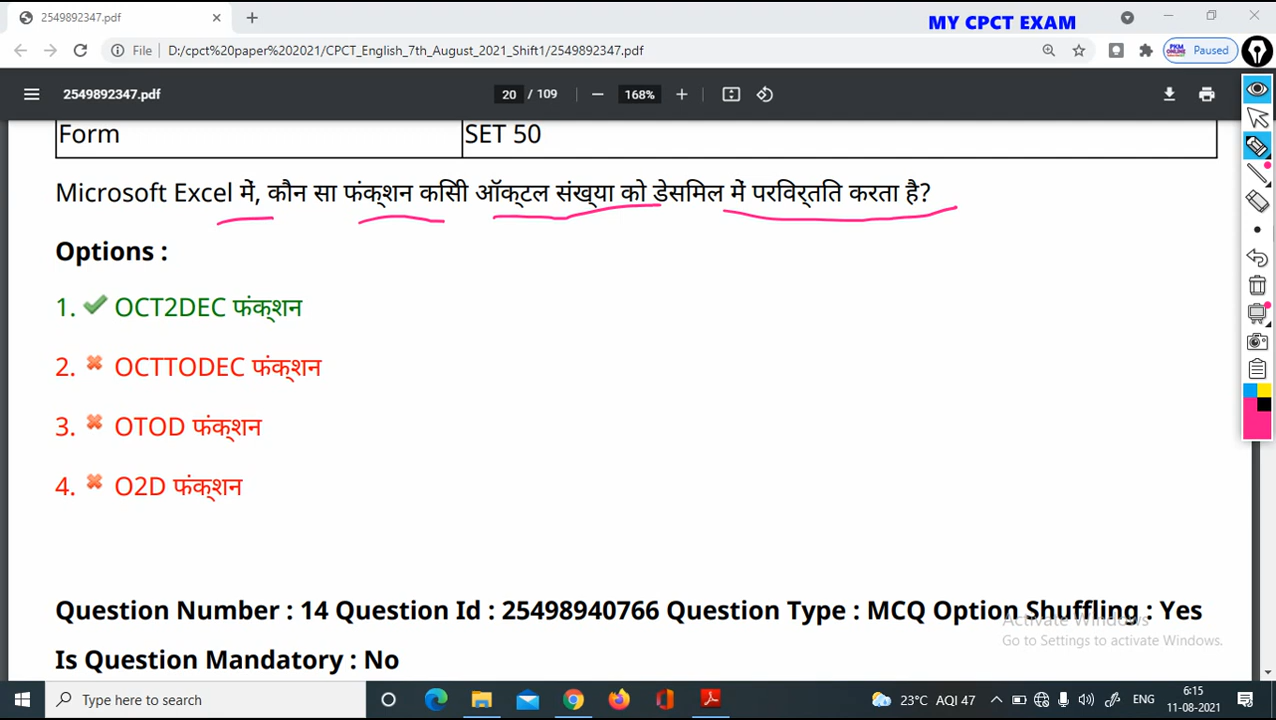 2549892347.pdf
MY CPCT EXAM
File D:/cpct%20paper%202021/CPCT_English_7th_August_2021_Shift1/2549892347.pdf
Paused
2549892347.pdf 20 / 109 168%
Form SET 50
Microsoft Excel में, कौन सा फंक्शन किसी ऑक्टल संख्या को डेसमिल में परिवर्तित करता है?
Options :
1. OCT2DEC फंक्शन
2. OCTTODEC फंक्शन
3. OTOD फंक्शन
4. O2D फंक्शन
Question Number : 14 Question Id : 25498940766 Question Type : MCQ Option Shuffling : Yes
Is Question Mandatory : No
Activate Windows
Go to Settings to activate Windows.
Type here to search
23°C AQI 47
ENG
6:15
11-08-2021